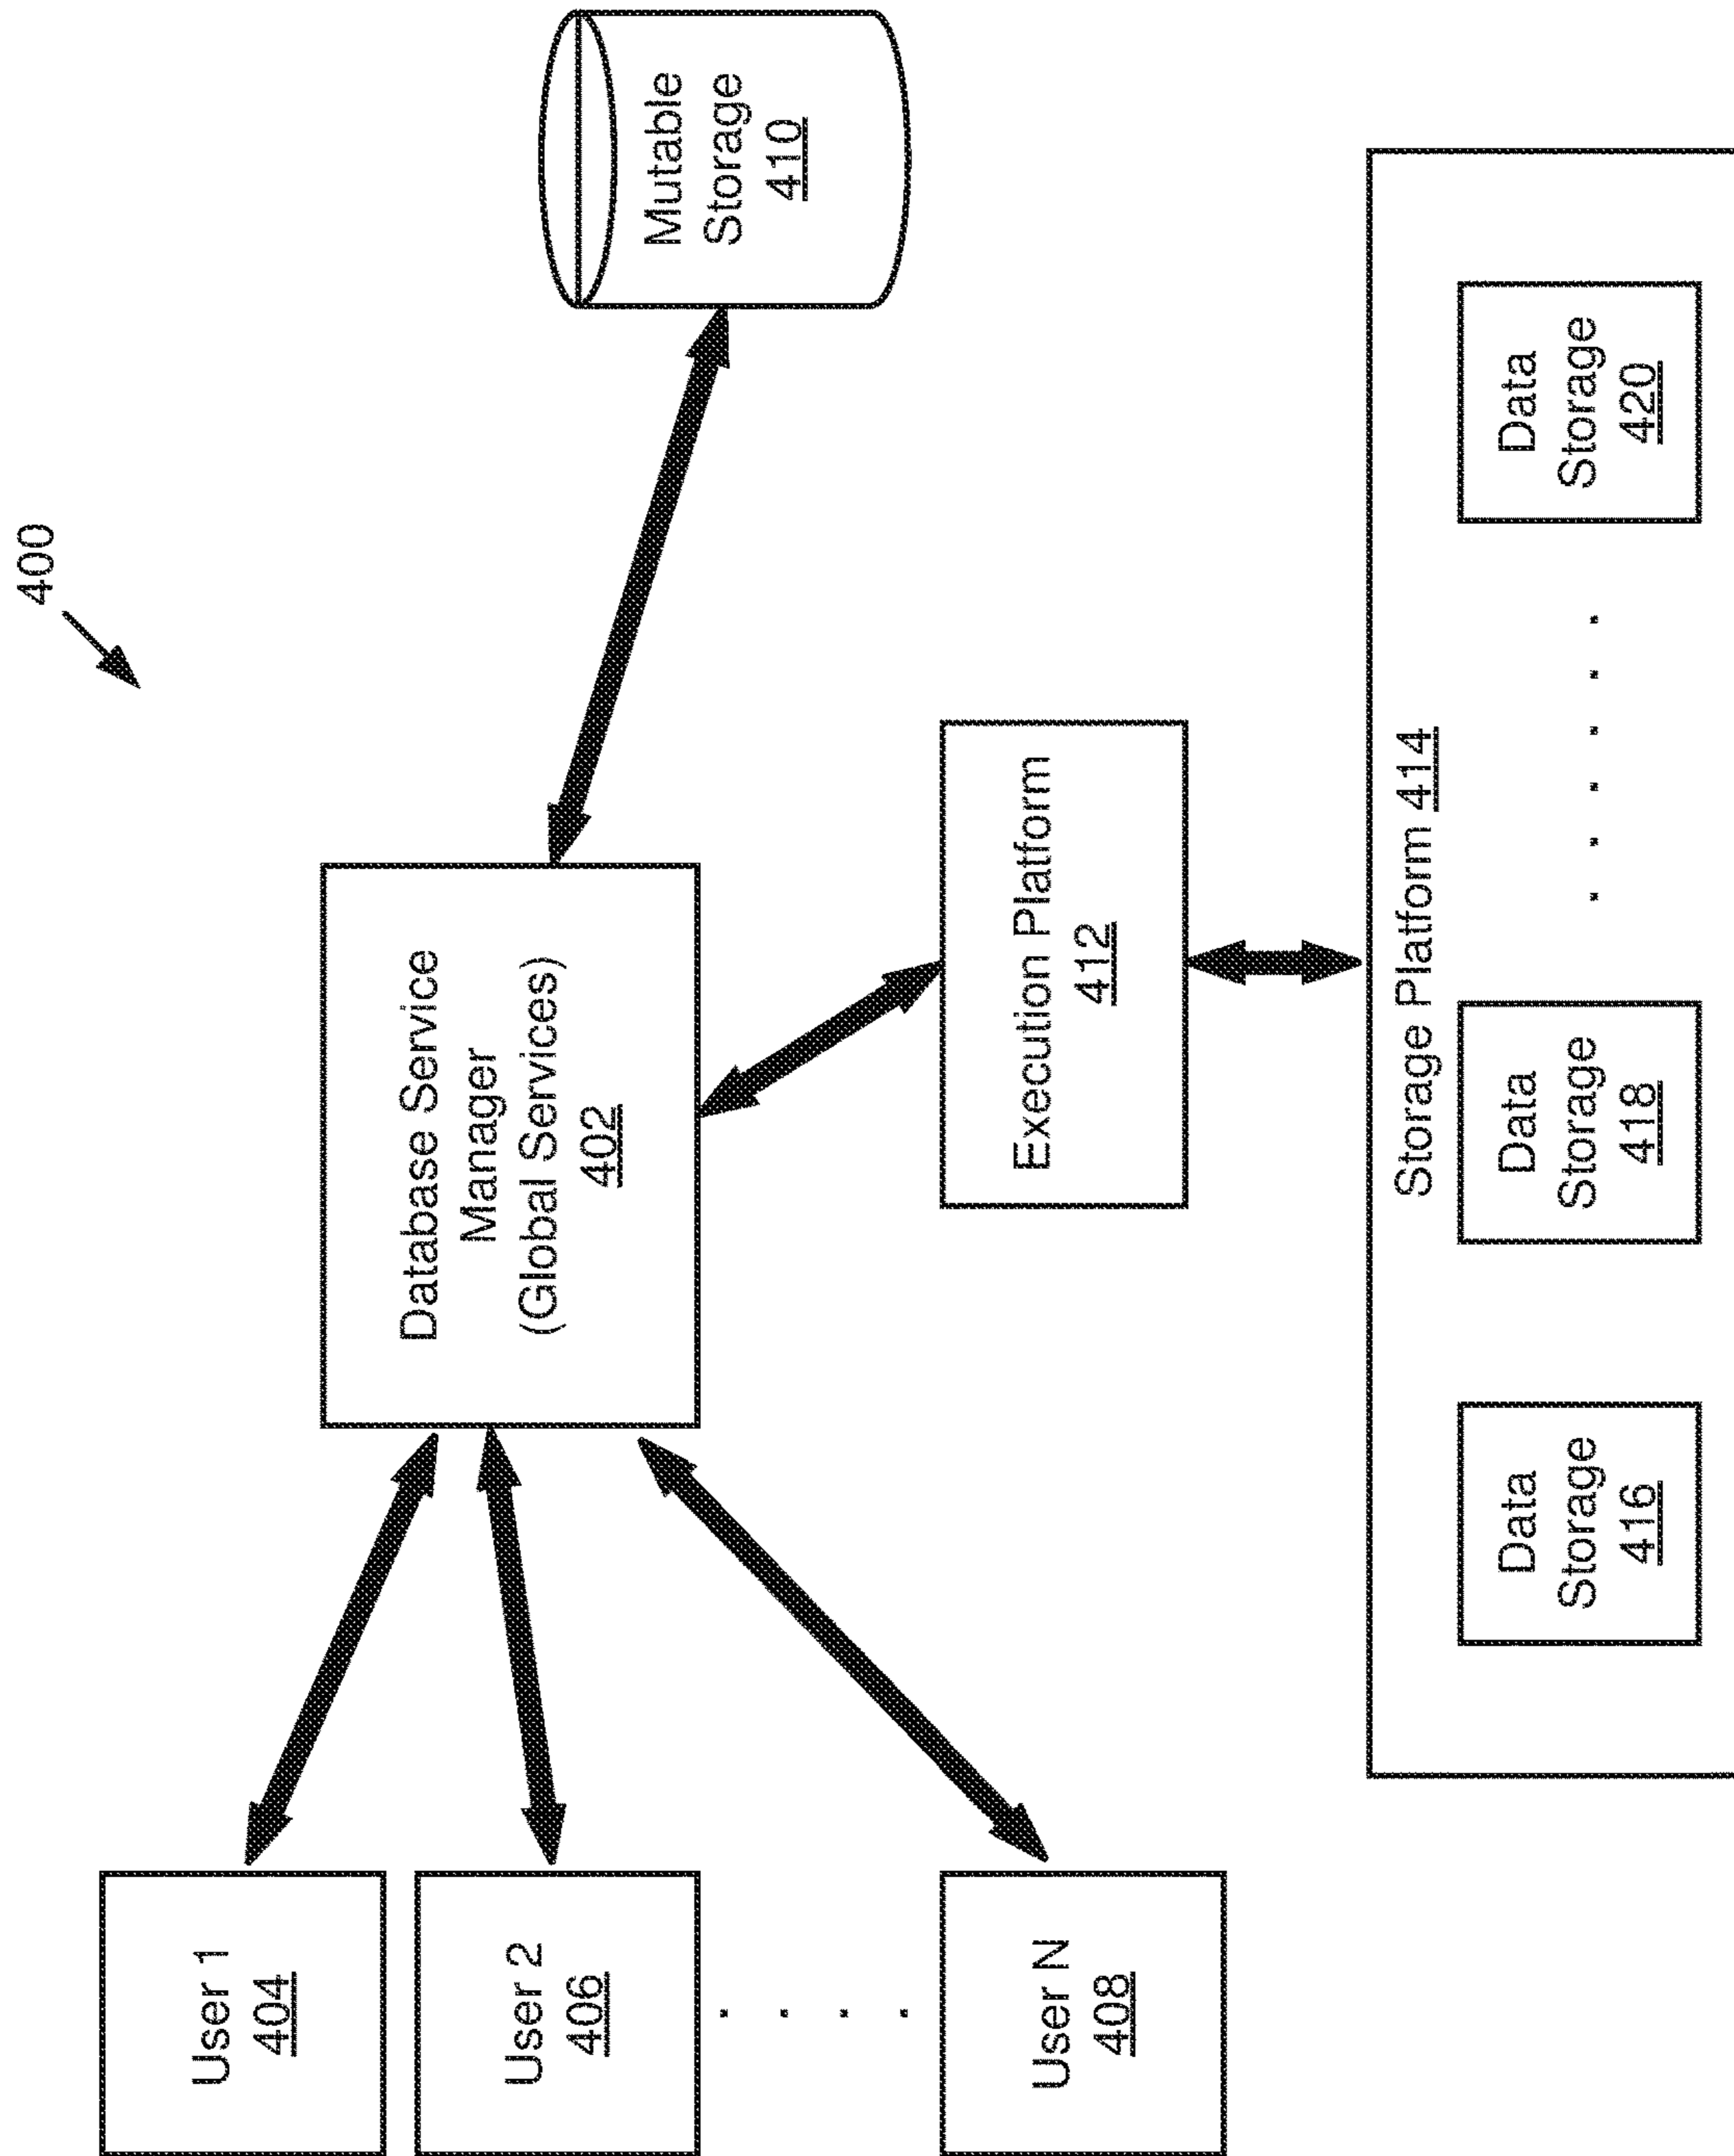 400
User 1
404
User 2
406
User N
408
Database Service
Manager
(Global Services)
402
Mutable
Storage
410
Execution Platform
412
Storage Platform 414
Data
Storage
416
Data
Storage
418
Data
Storage
420